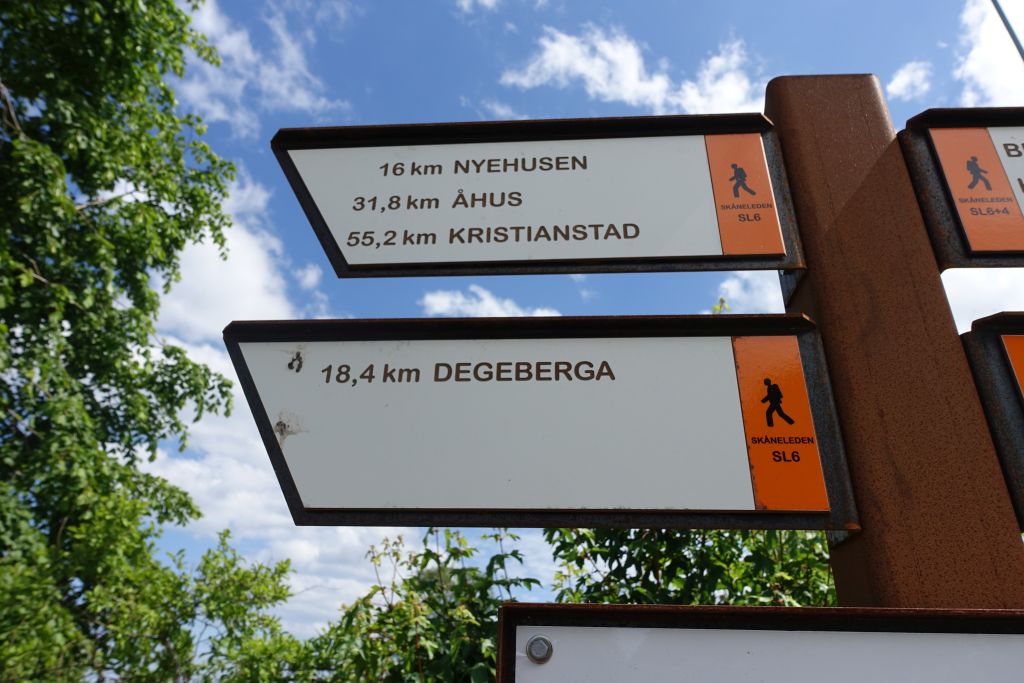 16 km NYEHUSEN
31,8 km ÅHUS
55,2 km KRISTIANSTAD
SKÅNELEDEN
SL6
18,4 km DEGEBERGA
SKÅNELEDEN
SL6
SKÅNELEDEN
SL6+4